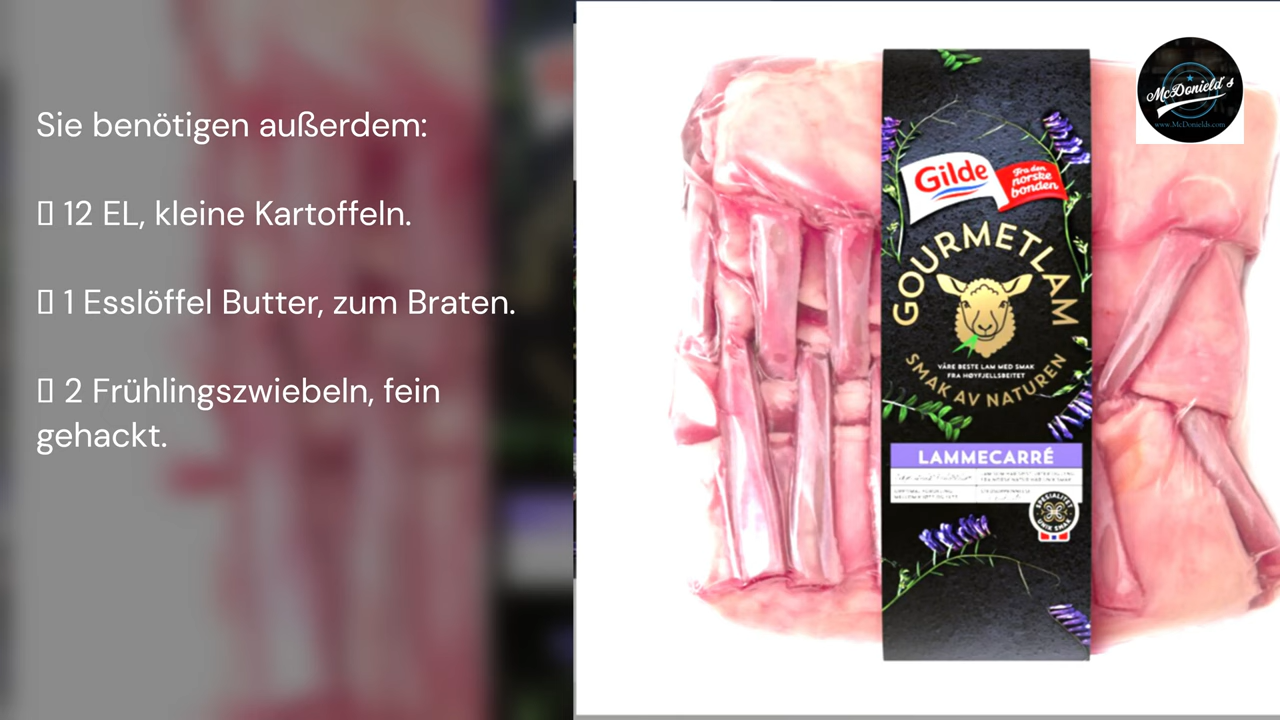 Sie benötigen außerdem:
12 EL, kleine Kartoffeln.
1 Esslöffel Butter, zum Braten.
2 Frühlingszwiebeln, fein
gehackt.
McDonield's
www.McDonields.com
Gilde
Fra den
norske
bonden
GOURMETLAM
VÅRE BESTE LAM MED SMAK
FRA HØYFJELLSBEITET
SMAK AV NATUREN
LAMMECARRÉ
SPESIALITET
UNIK SMAK